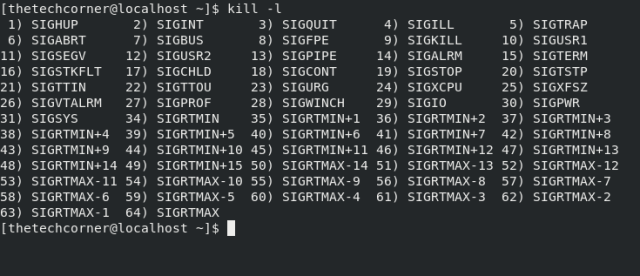 [thetechcorner@localhost ~]$ kill -l
 1) SIGHUP       2) SIGINT       3) SIGQUIT      4) SIGILL       5) SIGTRAP
 6) SIGABRT      7) SIGBUS       8) SIGFPE       9) SIGKILL     10) SIGUSR1
11) SIGSEGV     12) SIGUSR2     13) SIGPIPE     14) SIGALRM     15) SIGTERM
16) SIGSTKFLT   17) SIGCHLD     18) SIGCONT     19) SIGSTOP     20) SIGTSTP
21) SIGTTIN     22) SIGTTOU     23) SIGURG      24) SIGXCPU     25) SIGXFSZ
26) SIGVTALRM   27) SIGPROF     28) SIGWINCH    29) SIGIO       30) SIGPWR
31) SIGSYS      34) SIGRTMIN    35) SIGRTMIN+1  36) SIGRTMIN+2  37) SIGRTMIN+3
38) SIGRTMIN+4  39) SIGRTMIN+5  40) SIGRTMIN+6  41) SIGRTMIN+7  42) SIGRTMIN+8
43) SIGRTMIN+9  44) SIGRTMIN+10 45) SIGRTMIN+11 46) SIGRTMIN+12 47) SIGRTMIN+13
48) SIGRTMIN+14 49) SIGRTMIN+15 50) SIGRTMAX-14 51) SIGRTMAX-13 52) SIGRTMAX-12
53) SIGRTMAX-11 54) SIGRTMAX-10 55) SIGRTMAX-9  56) SIGRTMAX-8  57) SIGRTMAX-7
58) SIGRTMAX-6  59) SIGRTMAX-5  60) SIGRTMAX-4  61) SIGRTMAX-3  62) SIGRTMAX-2
63) SIGRTMAX-1  64) SIGRTMAX
[thetechcorner@localhost ~]$